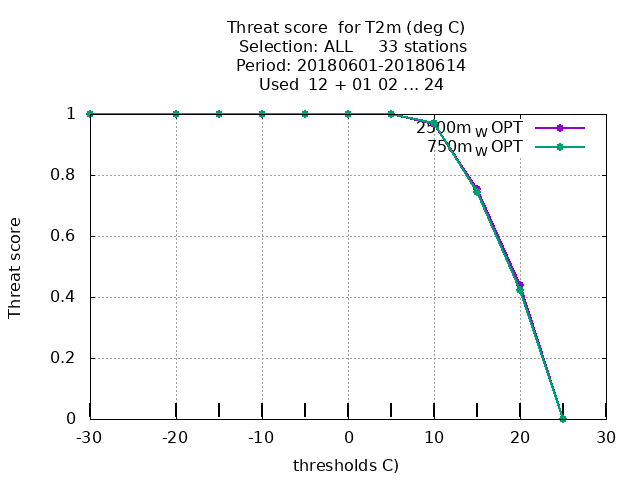 Threat score  for T2m (deg C)
Selection: ALL     33 stations
Period: 20180601-20180614
Used  12 + 01 02 ... 24
1
0.8
0.6
0.4
0.2
0
2500m W OPT
750m W OPT
Threat score
-30
-20
-10
0
10
20
30
thresholds C)